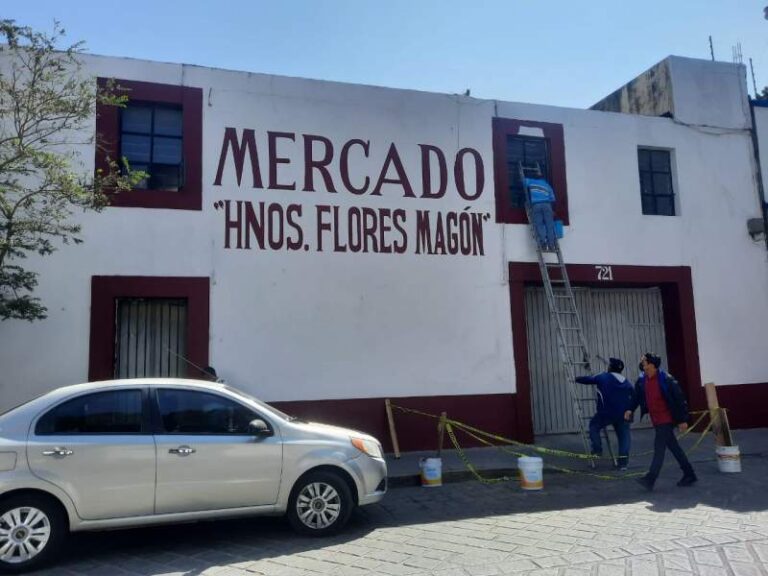 MERCADO
"HNOS. FLORES MAGÓN"
721